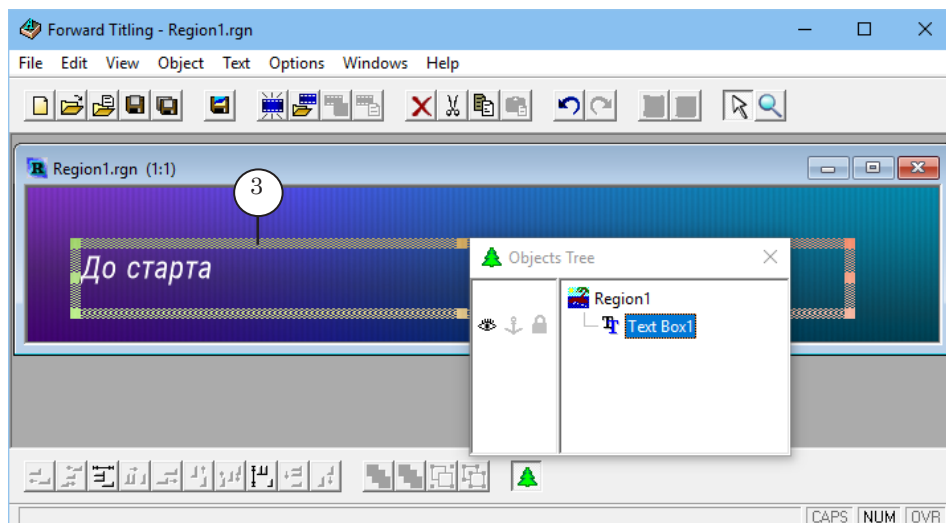 Forward Titling - Region1.rgn
File Edit View Object Text Options Windows Help
Region1.rgn (1:1)
3
До старта
Objects Tree
Region1
Text Box1
CAPS NUM OVR